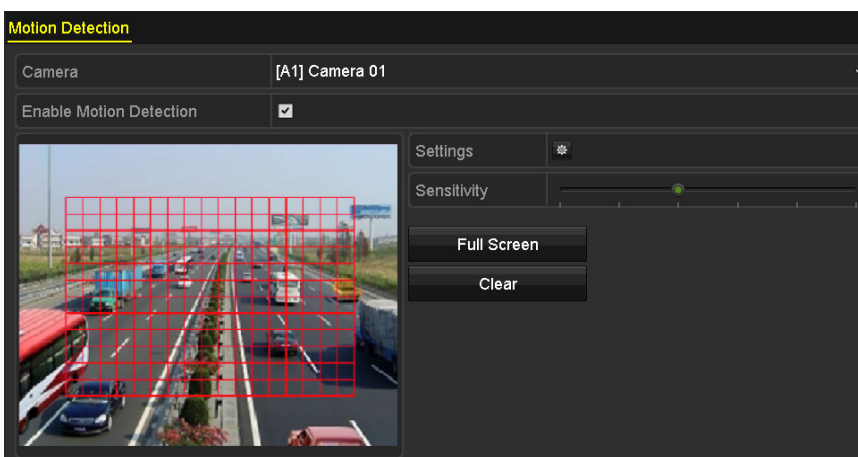 Motion Detection
Camera
[A1] Camera 01
Enable Motion Detection
Settings
Sensitivity
Full Screen
Clear